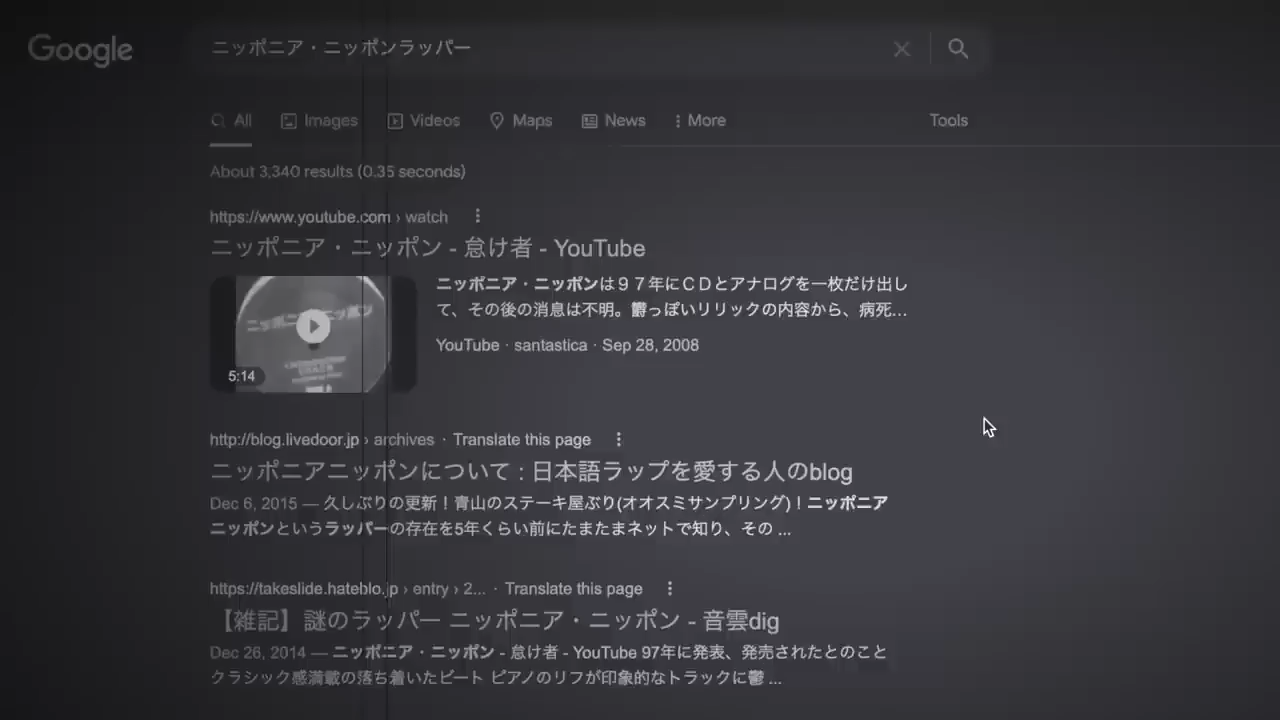 Google
ニッポニア・ニッポンラッパー
All Images Videos Maps News More Tools
About 3,340 results (0.35 seconds)
https://www.youtube.com › watch
ニッポニア・ニッポン - 怠け者 - YouTube
ニッポニア・ニッポンは９７年にＣＤとアナログを一枚だけ出し
て、その後の消息は不明。鬱っぽいリリックの内容から、病死...
YouTube · santastica · Sep 28, 2008
ニッポニア・ニッポン
5:14
http://blog.livedoor.jp › archives · Translate this page
ニッポニアニッポンについて : 日本語ラップを愛する人のblog
Dec 6, 2015 — 久しぶりの更新！青山のステーキ屋ぶり(オオスミサンプリング)！ニッポニア
ニッポンというラッパーの存在を5年くらい前にたまたまネットで知り、その ...
https://takeslide.hateblo.jp › entry › 2... · Translate this page
【雑記】謎のラッパー ニッポニア・ニッポン - 音雲dig
Dec 26, 2014 — ニッポニア・ニッポン - 怠け者 - YouTube 97年に発表、発売されたとのこと
クラシック感満載の落ち着いたビート ピアノのリフが印象的なトラックに鬱 ...